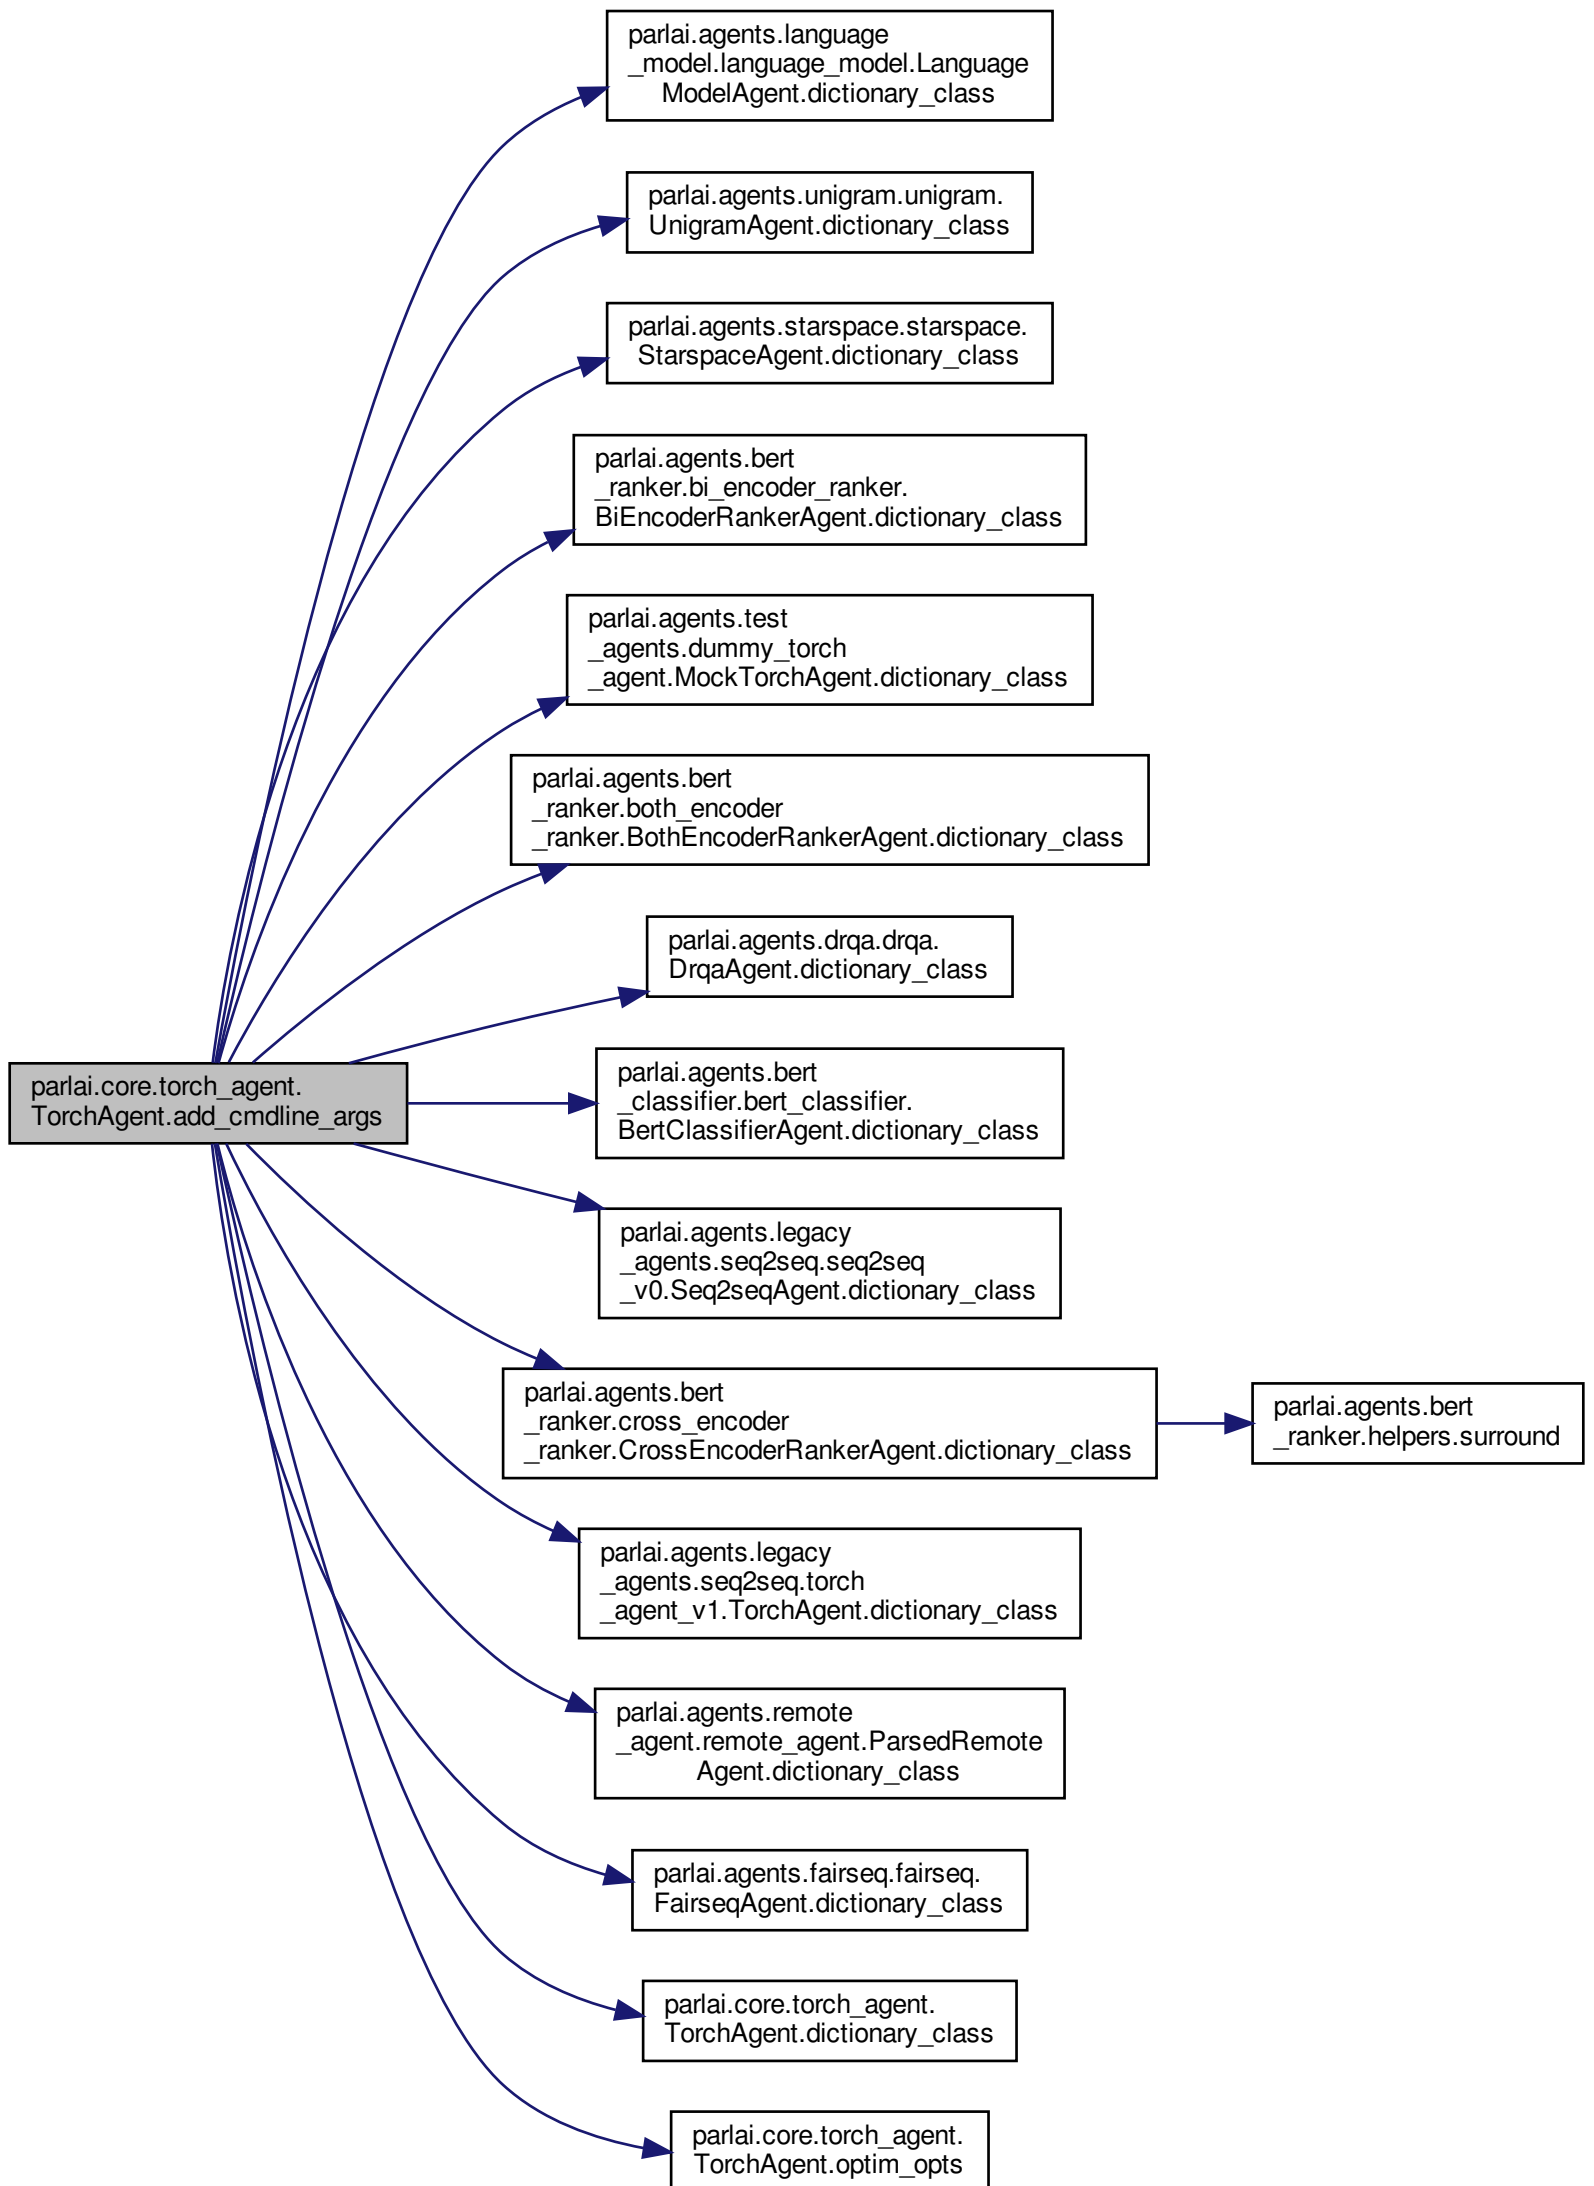 parlai.agents.language
_model.language_model.Language
ModelAgent.dictionary_class
parlai.agents.unigram.unigram.
UnigramAgent.dictionary_class
parlai.agents.starspace.starspace.
StarspaceAgent.dictionary_class
parlai.agents.bert
_ranker.bi_encoder_ranker.
BiEncoderRankerAgent.dictionary_class
parlai.agents.test
_agents.dummy_torch
_agent.MockTorchAgent.dictionary_class
parlai.agents.bert
_ranker.both_encoder
_ranker.BothEncoderRankerAgent.dictionary_class
parlai.agents.drqa.drqa.
DrqaAgent.dictionary_class
parlai.core.torch_agent.
TorchAgent.add_cmdline_args
parlai.agents.bert
_classifier.bert_classifier.
BertClassifierAgent.dictionary_class
parlai.agents.legacy
_agents.seq2seq.seq2seq
_v0.Seq2seqAgent.dictionary_class
parlai.agents.bert
_ranker.cross_encoder
_ranker.CrossEncoderRankerAgent.dictionary_class
parlai.agents.bert
_ranker.helpers.surround
parlai.agents.legacy
_agents.seq2seq.torch
_agent_v1.TorchAgent.dictionary_class
parlai.agents.remote
_agent.remote_agent.ParsedRemote
Agent.dictionary_class
parlai.agents.fairseq.fairseq.
FairseqAgent.dictionary_class
parlai.core.torch_agent.
TorchAgent.dictionary_class
parlai.core.torch_agent.
TorchAgent.optim_opts